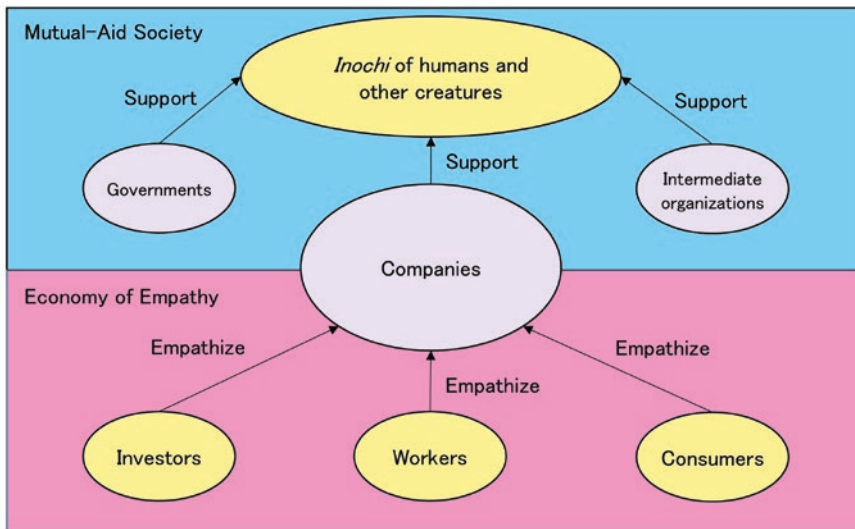 Mutual-Aid Society
Inochi of humans and
other creatures
Support
Support
Support
Governments
Intermediate
organizations
Companies
Economy of Empathy
Empathize
Empathize
Empathize
Investors
Workers
Consumers